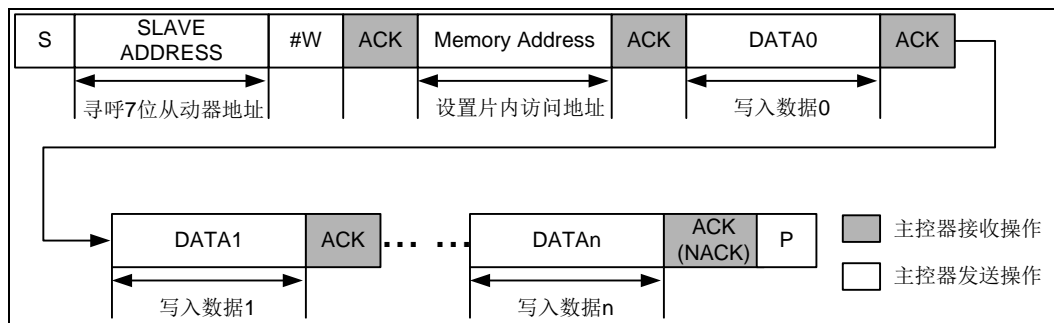 S SLAVE ADDRESS #W ACK Memory Address ACK DATA0 ACK
寻呼7位从动器地址 设置片内访问地址 写入数据0
DATA1 ACK ... ... DATAn ACK (NACK) P
写入数据1 写入数据n
主控器接收操作
主控器发送操作